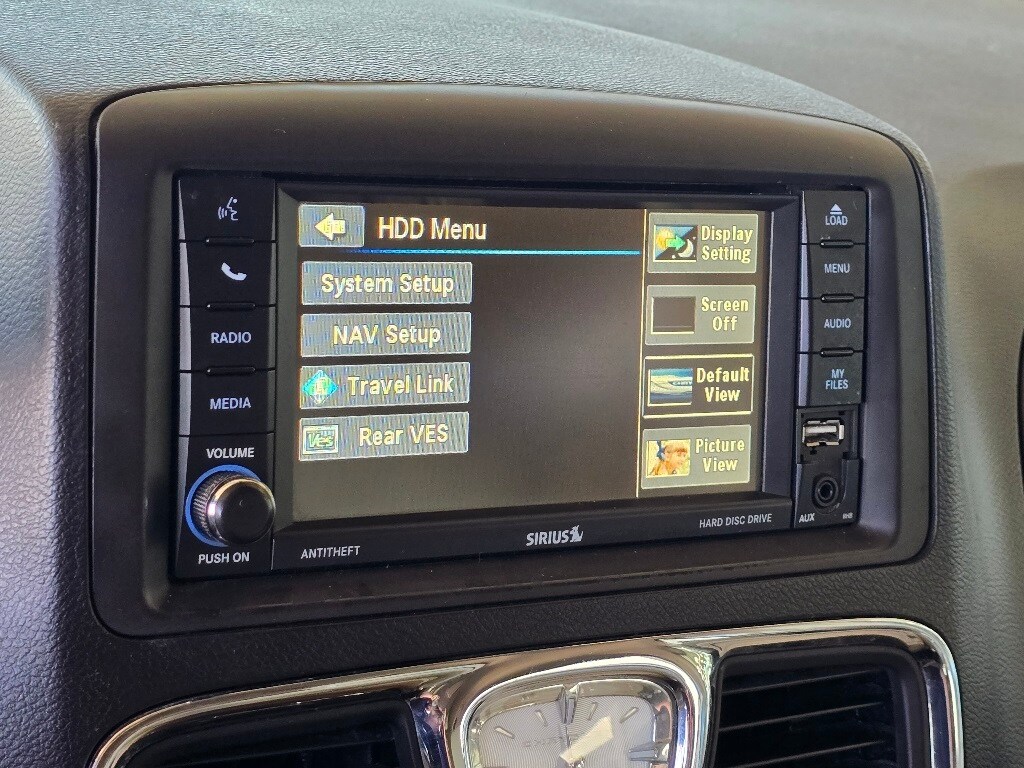 RADIO
MEDIA
VOLUME
PUSH ON
HDD Menu
System Setup
NAV Setup
Travel Link
Ves Rear VES
Display
Setting
Screen
Off
Default
View
Picture
View
LOAD
MENU
AUDIO
MY
FILES
AUX
ANTITHEFT
SIRIUS
HARD DISC DRIVE